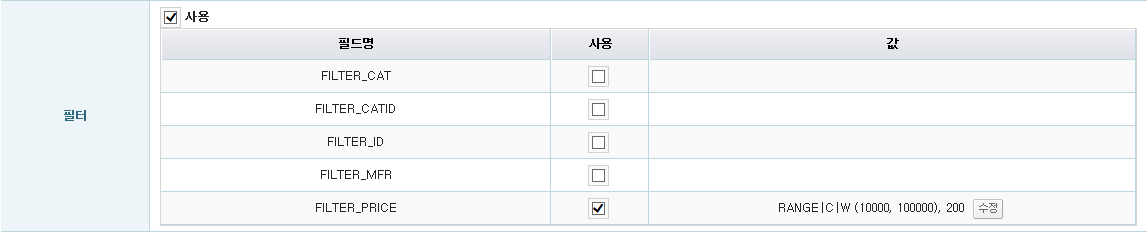 사용
필드명 사용 값
FILTER_CAT
FILTER_CATID
필터
FILTER_ID
FILTER_MFR
FILTER_PRICE RANGE|C|W (10000, 100000), 200 수정